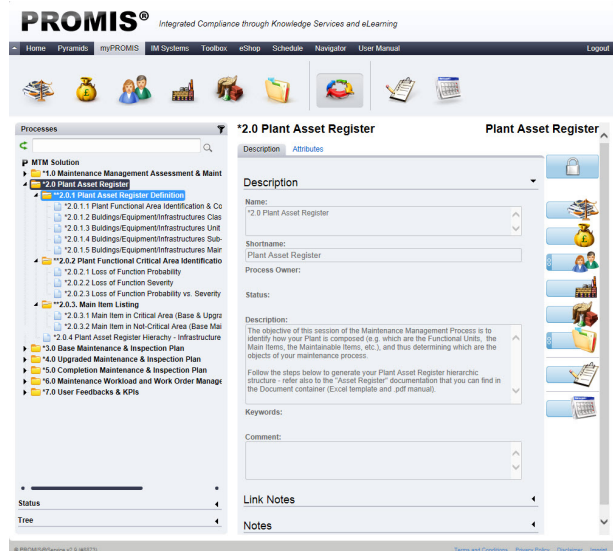 PROMIS® Integrated Compliance through Knowledge Services and eLearning
Home Pyramids myPROMIS IM Systems Toolbox eShop Schedule Navigator User Manual Logout
Processes
*2.0 Plant Asset Register
Plant Asset Register
Description Attributes
MTM Solution
*1.0 Maintenance Management Assessment & Maint
*2.0 Plant Asset Register
**2.0.1 Plant Asset Register Definition
*2.0.1.1 Plant Functional Area Identification & Co
*2.0.1.2 Buldings/Equipment/Infrastructures Clas
*2.0.1.3 Buldings/Equipment/Infrastructures Unit
*2.0.1.4 Buldings/Equipment/Infrastructures Sub-
*2.0.1.5 Buldings/Equipment/Infrastructures Main
**2.0.2 Plant Functional Critical Area Identificatio
*2.0.2.1 Loss of Function Probability
*2.0.2.2 Loss of Function Severity
*2.0.2.3 Loss of Function Probability vs. Severity
**2.0.3. Main Item Listing
*2.0.3.1 Main Item in Critical Area (Base & Upgra
*2.0.3.2 Main Item in Not-Critical Area (Base Mai
*2.0.4 Plant Asset Register Hierachy - Infrastructure
*3.0 Base Maintenance & Inspection Plan
*4.0 Upgraded Maintenance & Inspection Plan
*5.0 Completion Maintenance & Inspection Plan
*6.0 Maintenance Workload and Work Order Manage
*7.0 User Feedbacks & KPIs
Status
Tree
Description
Name:
*2.0 Plant Asset Register
Shortname:
Plant Asset Register
Process Owner:
Status:
Description:
The objective of this session of the Maintenance Management Process is to
identify how your Plant is composed (e.g. which are the Functional Units, the
Main Items, the Maintainable Items, etc.), and thus determining which are the
objects of your maintenance process.
Follow the steps below to generate your Plant Asset Register hierarchic
structure - refer also to the "Asset Register" documentation that you can find in
the Document container (Excel template and .pdf manual).
Keywords:
Comment:
Link Notes
Notes
Terms and Conditions Privacy Policy Disclaimer Imprint